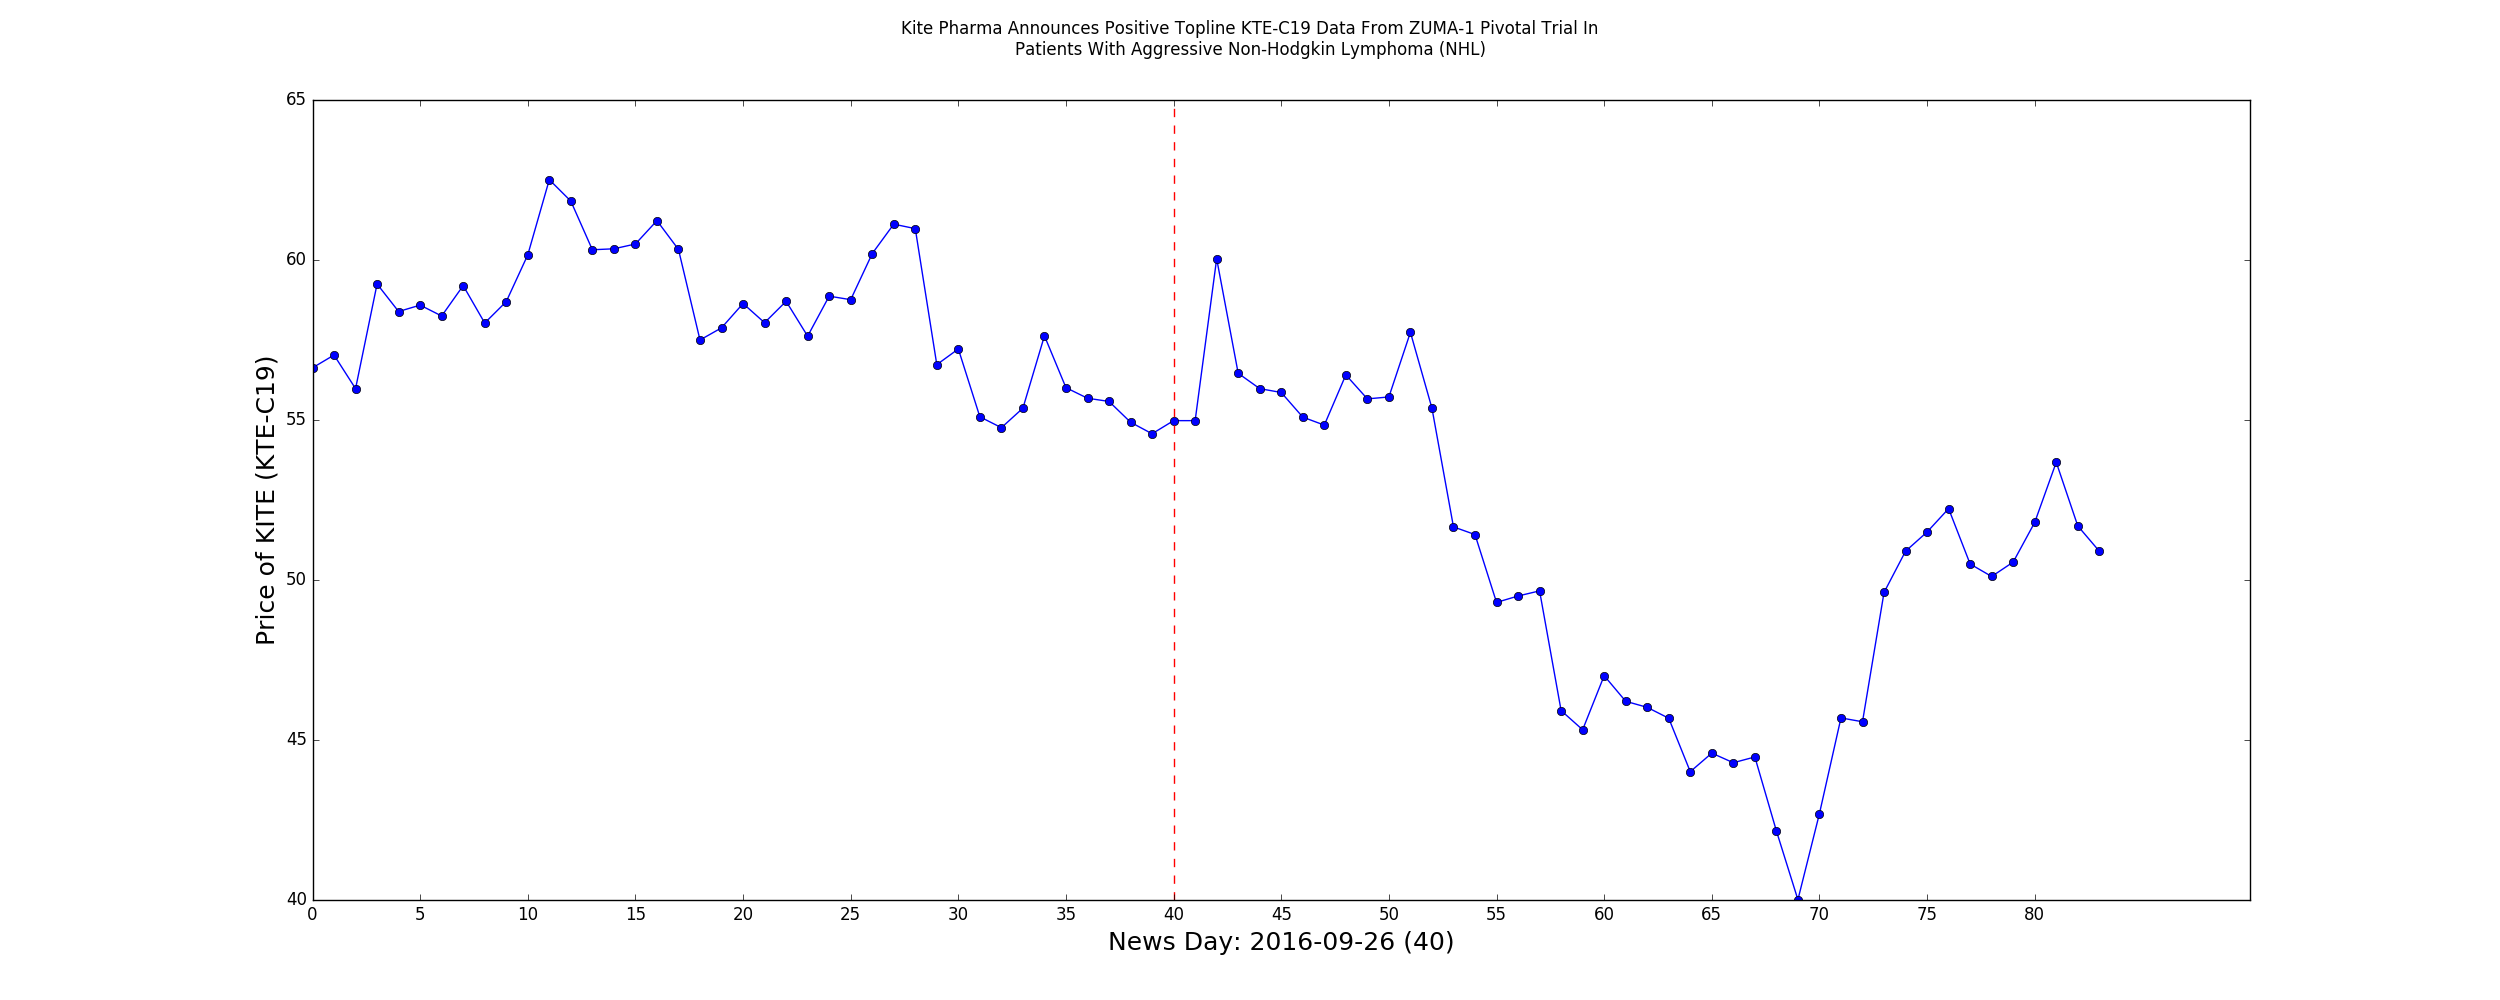 Kite Pharma Announces Positive Topline KTE-C19 Data From ZUMA-1 Pivotal Trial In
Patients With Aggressive Non-Hodgkin Lymphoma (NHL)
65
60
55
50
45
40
Price of KITE (KTE-C19)
0 5 10 15 20 25 30 35 40 45 50 55 60 65 70 75 80
News Day: 2016-09-26 (40)